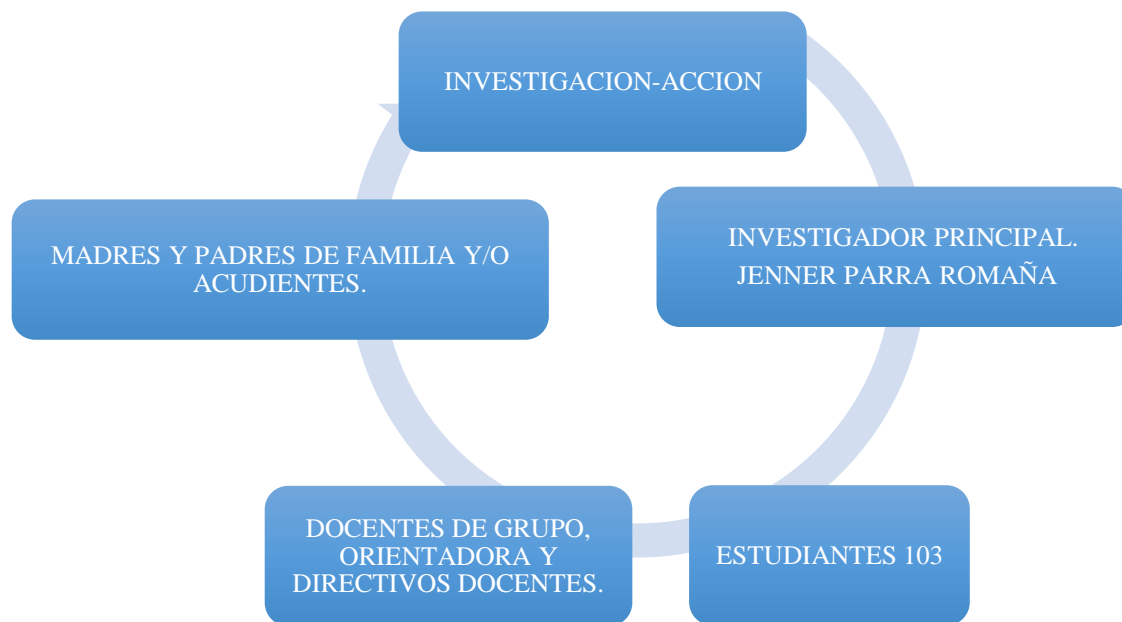 INVESTIGACION-ACCION
INVESTIGADOR PRINCIPAL.
JENNER PARRA ROMAÑA
ESTUDIANTES 103
DOCENTES DE GRUPO,
ORIENTADORA Y
DIRECTIVOS DOCENTES.
MADRES Y PADRES DE FAMILIA Y/O
ACUDIENTES.